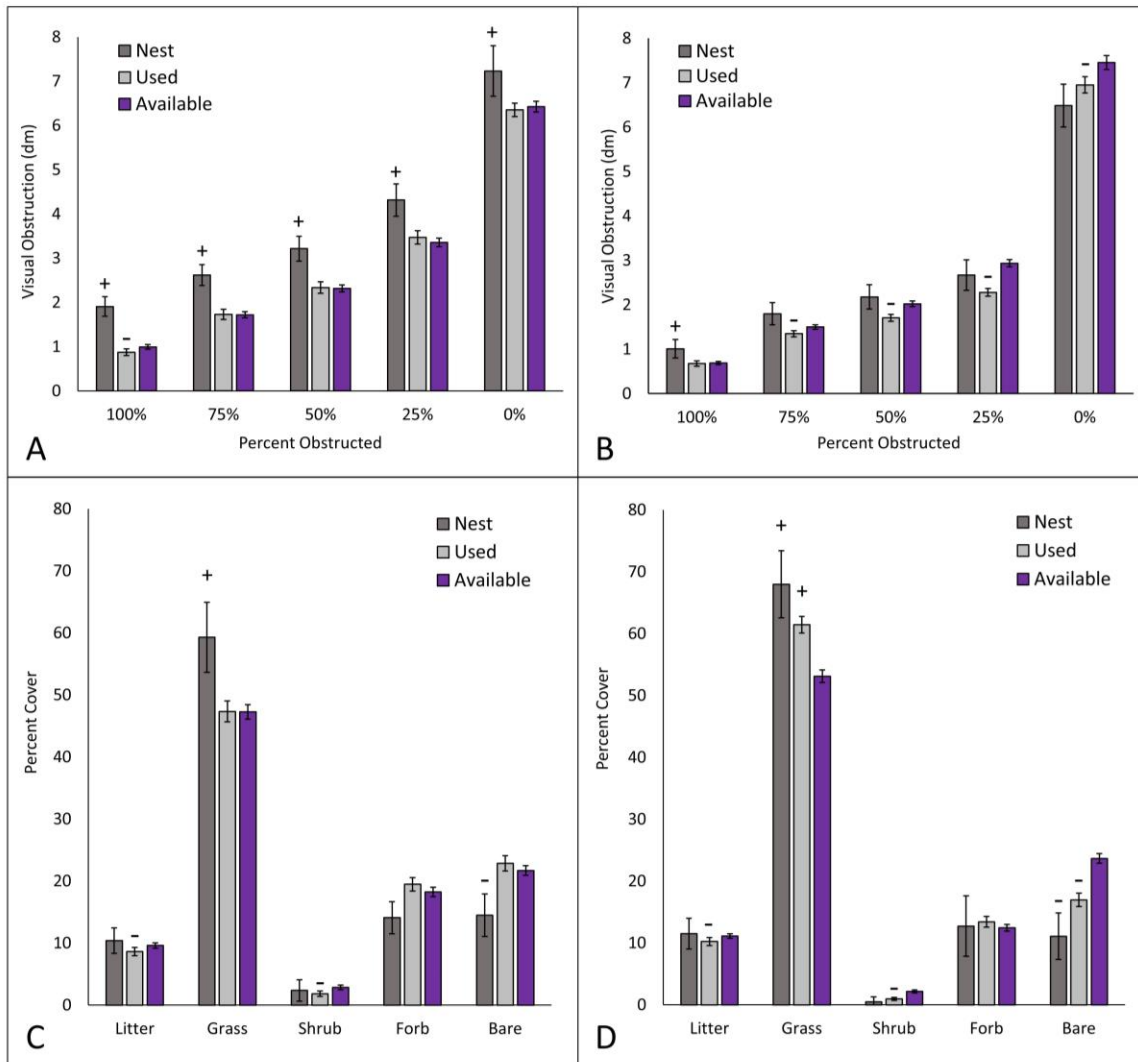 8
7
6
5
4
3
2
1
0
Visual Obstruction (dm)
Nest
Used
Available
+
-
+
+
+
+
100%
75%
50%
25%
0%
Percent Obstructed
A
8
7
6
5
4
3
2
1
0
Visual Obstruction (dm)
Nest
Used
Available
+
-
-
-
-
100%
75%
50%
25%
0%
Percent Obstructed
B
80
70
60
50
40
30
20
10
0
Percent Cover
Nest
Used
Available
-
+
-
-
Litter
Grass
Shrub
Forb
Bare
C
80
70
60
50
40
30
20
10
0
Percent Cover
Nest
Used
Available
-
+
+
-
-
-
Litter
Grass
Shrub
Forb
Bare
D